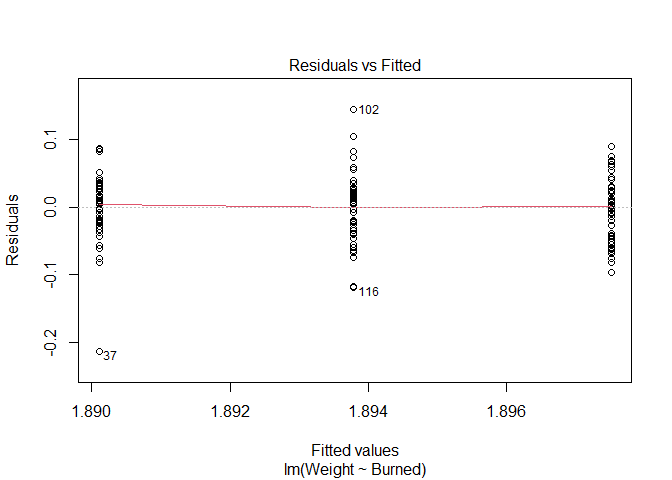 Residuals vs Fitted
102
116
37
Residuals
0.1
0.0
-0.1
-0.2
1.890
1.892
1.894
1.896
Fitted values
lm(Weight ~ Burned)